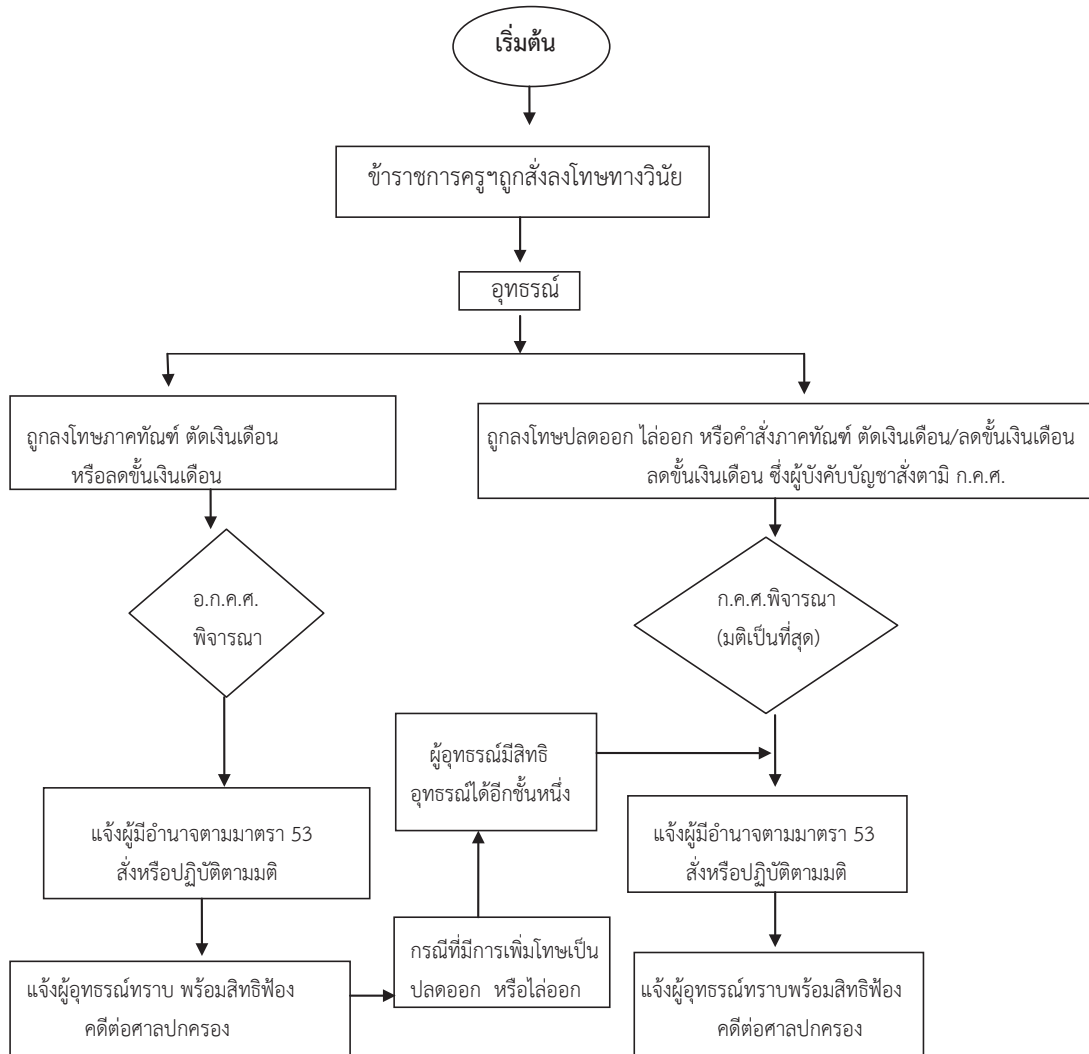 เริ่มต้น
ข้าราชการครูฯถูกสั่งลงโทษทางวินัย
อุทธรณ์
ถูกลงโทษภาคทัณฑ์ ตัดเงินเดือน
หรือลดขั้นเงินเดือน
ถูกลงโทษปลดออก ไล่ออก หรือคำสั่งภาคทัณฑ์ ตัดเงินเดือน/ลดขั้นเงินเดือน
ลดขั้นเงินเดือน ซึ่งผู้บังคับบัญชาสั่งตามิ ก.ค.ศ.
อ.ก.ค.ศ.
พิจารณา
ก.ค.ศ.พิจารณา
(มติเป็นที่สุด)
ผู้อุทธรณ์มีสิทธิ
อุทธรณ์ได้อีกชั้นหนึ่ง
แจ้งผู้มีอำนาจตามมาตรา 53
สั่งหรือปฏิบัติตามมติ
แจ้งผู้มีอำนาจตามมาตรา 53
สั่งหรือปฏิบัติตามมติ
แจ้งผู้อุทธรณ์ทราบ พร้อมสิทธิฟ้อง
คดีต่อศาลปกครอง
กรณีที่มีการเพิ่มโทษเป็น
ปลดออก หรือไล่ออก
แจ้งผู้อุทธรณ์ทราบพร้อมสิทธิฟ้อง
คดีต่อศาลปกครอง